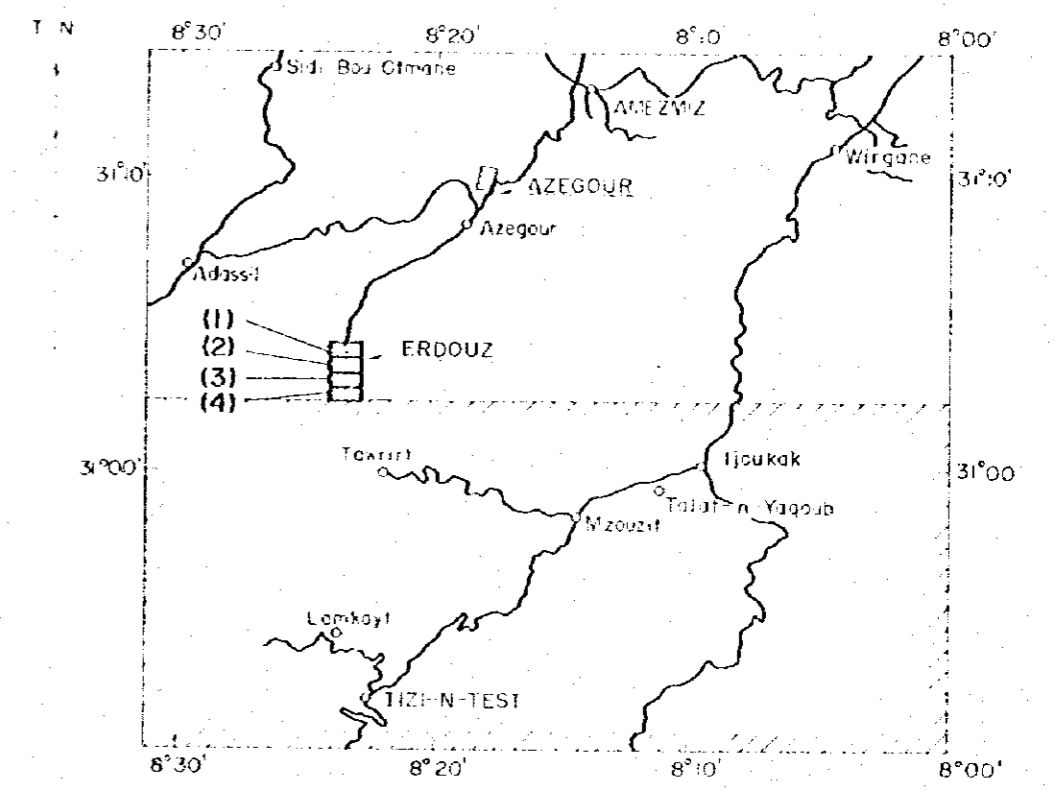 T N
8°30' 8°20' 8°10' 8°00'
Sidi Bou Otmane
AMEZMIZ
Wirgane
31°10' 31°10'
AZEGOUR
Azegour
Adassil
(1)
(2) ERDOUZ
(3)
(4)
Tawrirt
31°00' Ijoukak 31°00'
Talat-n-Yaqoub
Mzouzit
Lemkayt
TIZI-N-TEST
8°30' 8°20' 8°10' 8°00'